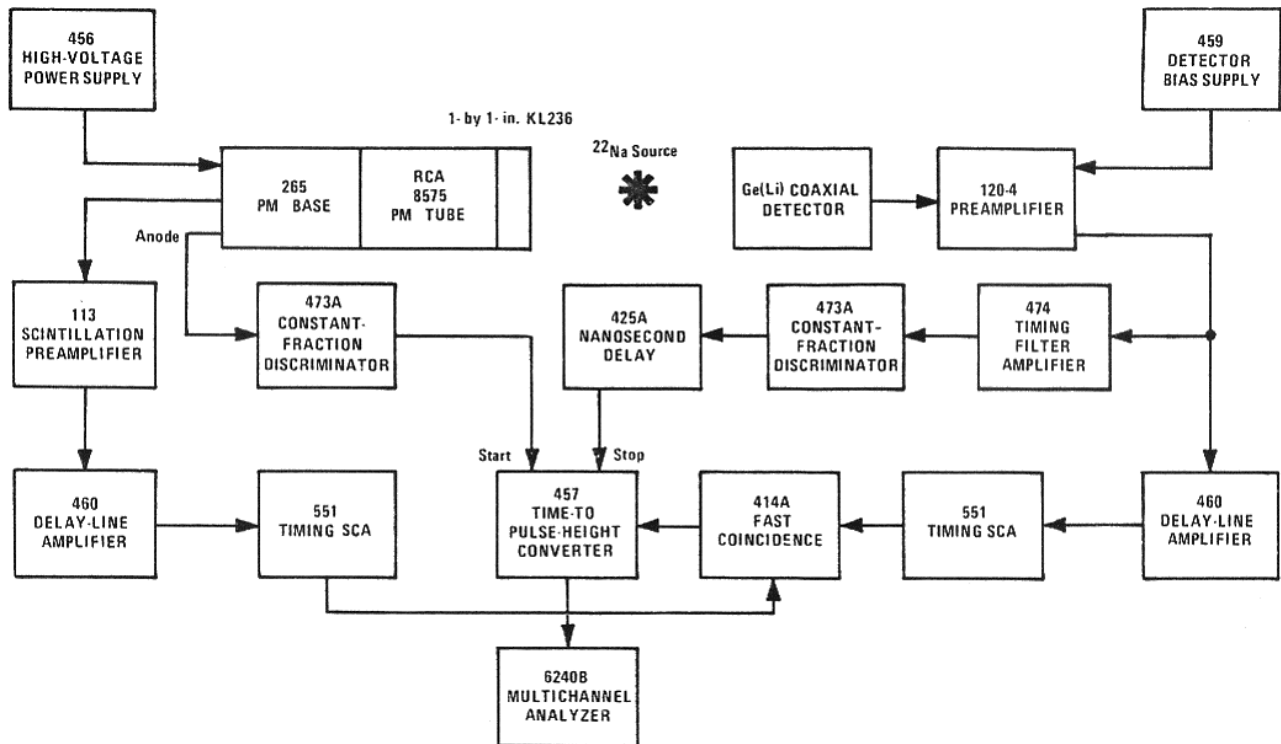 456
HIGH-VOLTAGE
POWER SUPPLY
459
DETECTOR
BIAS SUPPLY
1- by 1- in. KL236
22Na Source
265
PM BASE
RCA
8575
PM TUBE
Ge(Li) COAXIAL
DETECTOR
120-4
PREAMPLIFIER
Anode
113
SCINTILLATION
PREAMPLIFIER
473A
CONSTANT-
FRACTION
DISCRIMINATOR
425A
NANOSECOND
DELAY
473A
CONSTANT-
FRACTION
DISCRIMINATOR
474
TIMING
FILTER
AMPLIFIER
Start
Stop
460
DELAY-LINE
AMPLIFIER
551
TIMING SCA
457
TIME-TO
PULSE-HEIGHT
CONVERTER
414A
FAST
COINCIDENCE
551
TIMING SCA
460
DELAY-LINE
AMPLIFIER
6240B
MULTICHANNEL
ANALYZER